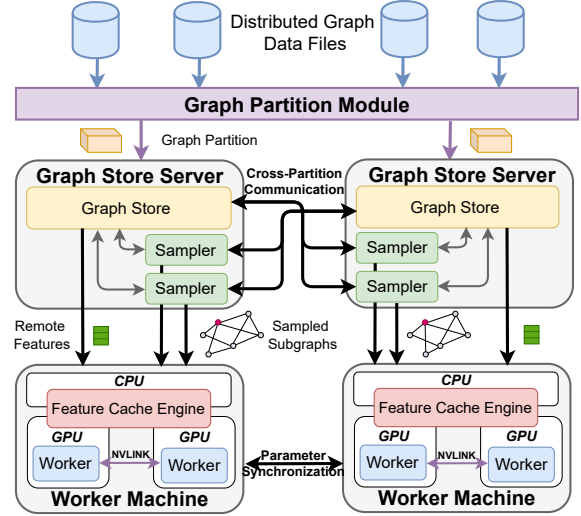 Distributed Graph
Data Files
Graph Partition Module
Graph Partition
Graph Store Server
Cross-Partition
Communication
Graph Store Server
Graph Store
Graph Store
Sampler
Sampler
Sampler
Sampler
Remote
Features
Sampled
Subgraphs
CPU
Feature Cache Engine
GPU
GPU
Worker
NVLINK
Worker
Worker Machine
Parameter
Synchronization
CPU
Feature Cache Engine
GPU
GPU
Worker
NVLINK
Worker
Worker Machine